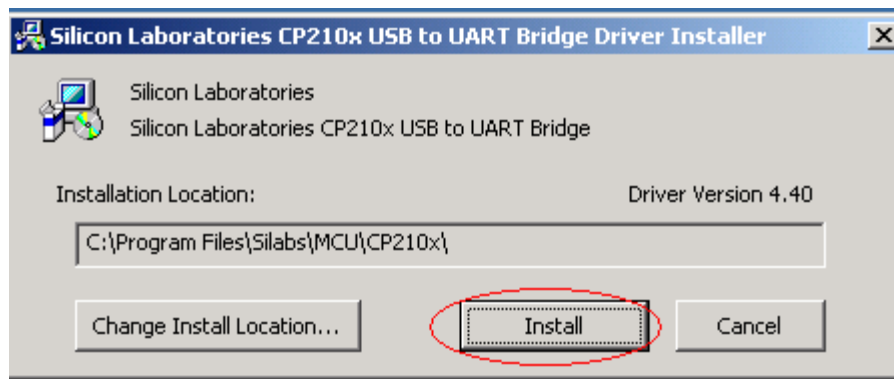 Silicon Laboratories CP210x USB to UART Bridge Driver Installer
Silicon Laboratories
Silicon Laboratories CP210x USB to UART Bridge
Installation Location:
Driver Version 4.40
C:\Program Files\Silabs\MCU\CP210x\
Change Install Location...
Install
Cancel